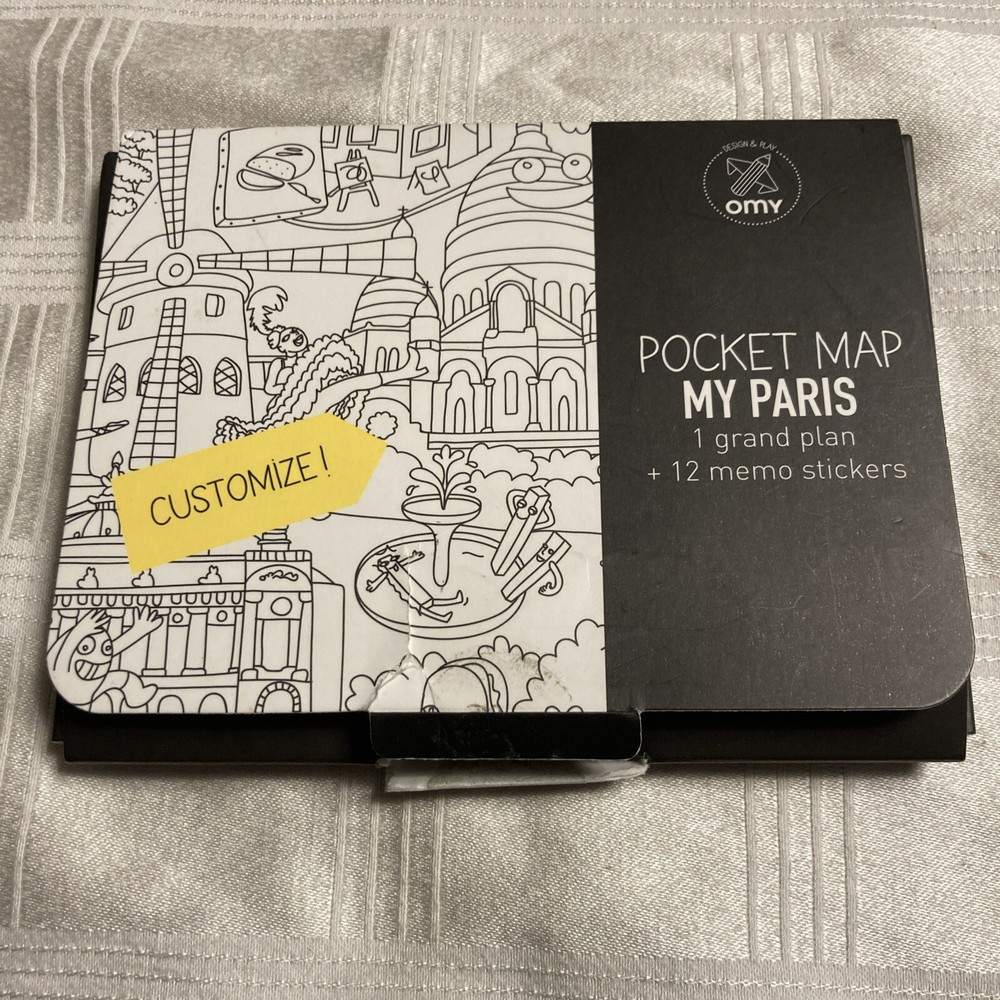 CUSTOMIZE!
DESIGN & PLAY
OMY
POCKET MAP
MY PARIS
1 grand plan
+ 12 memo stickers